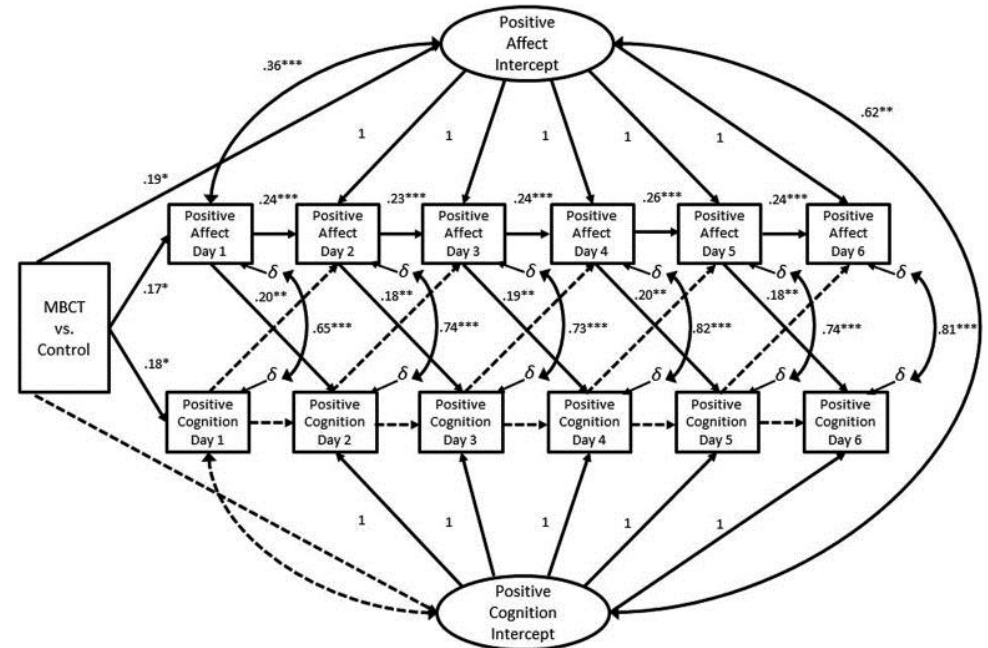 Positive
Affect
Intercept
.36***
.62**
1 1 1 1 1
.19*
.24*** .23*** .24*** .26*** .24***
Positive
Affect
Day 1
Positive
Affect
Day 2
Positive
Affect
Day 3
Positive
Affect
Day 4
Positive
Affect
Day 5
Positive
Affect
Day 6
δ δ δ δ δ δ
MBCT
vs.
Control
.17*
.20** .18** .19** .20** .18**
.65*** .74*** .73*** .82*** .74*** .81***
.18*
δ δ δ δ δ δ
Positive
Cognition
Day 1
Positive
Cognition
Day 2
Positive
Cognition
Day 3
Positive
Cognition
Day 4
Positive
Cognition
Day 5
Positive
Cognition
Day 6
1 1 1 1 1
Positive
Cognition
Intercept